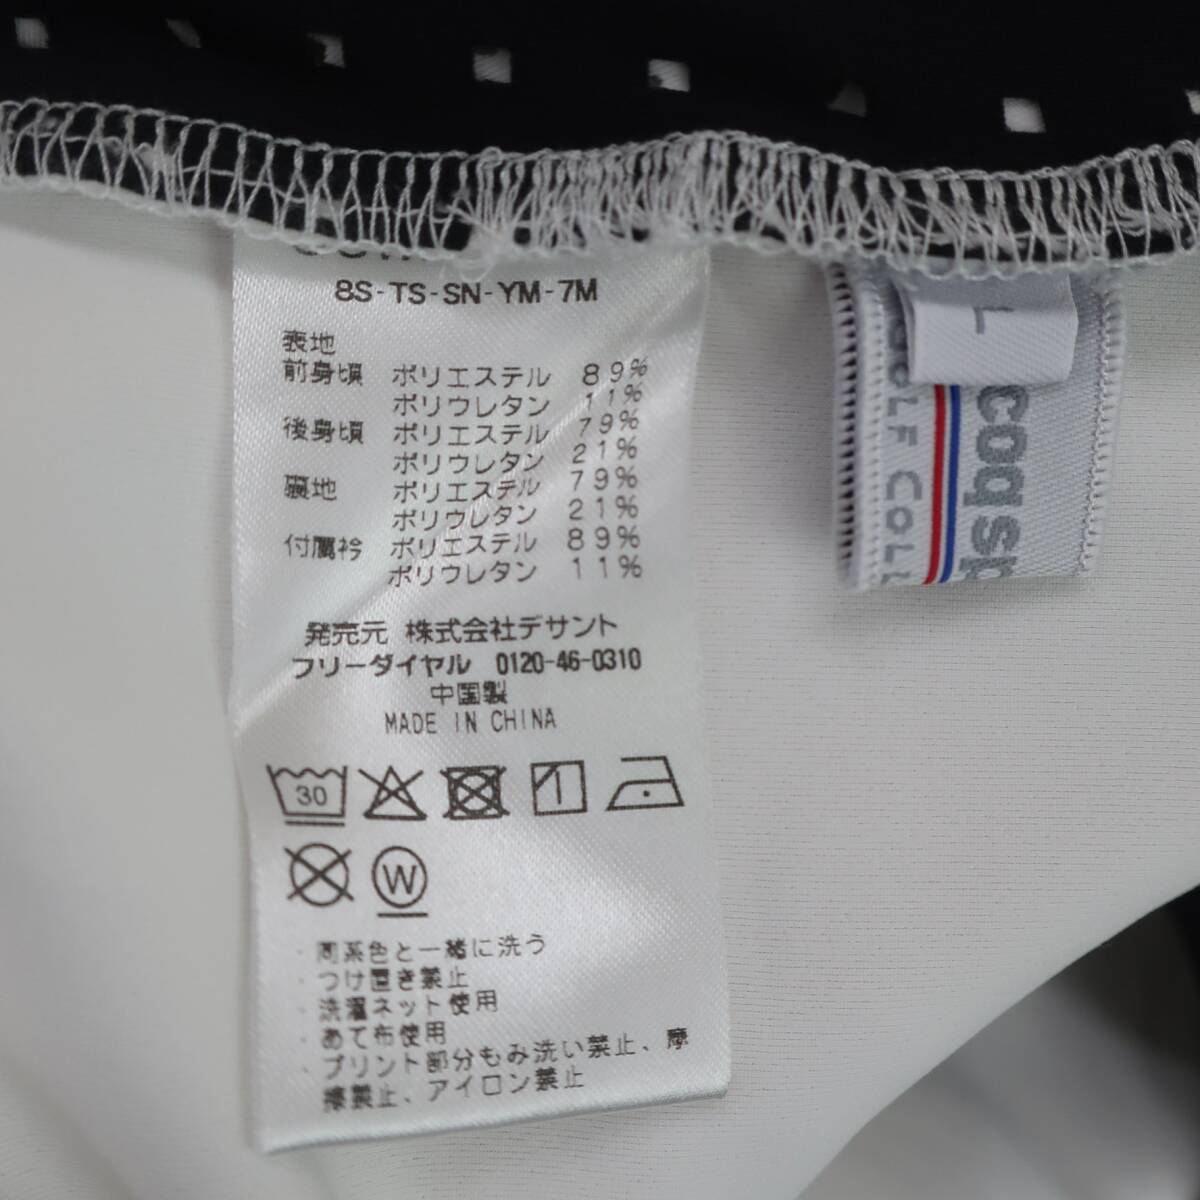 8S-TS-SN-YM-7M
表地
前身頃 ポリエステル 89%
ポリウレタン 11%
後身頃 ポリエステル 79%
ポリウレタン 21%
裏地 ポリエステル 79%
ポリウレタン 21%
付属衿 ポリエステル 89%
ポリウレタン 11%
発売元 株式会社デサント
フリーダイヤル 0120-46-0310
中国製
MADE IN CHINA
30
W
・同系色と一緒に洗う
・つけ置き禁止
・洗濯ネット使用
・あて布使用
・プリント部分もみ洗い禁止、摩
擦禁止、アイロン禁止
L
coq sp
GOLF COL